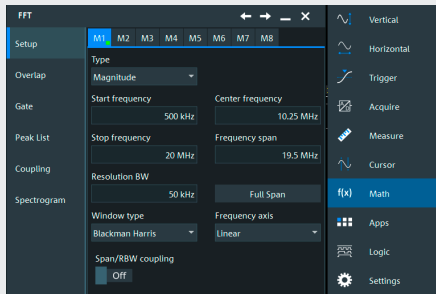 FFT
Setup
Overlap
Gate
Peak List
Coupling
Spectrogram
M1 M2 M3 M4 M5 M6 M7 M8
Type
Magnitude
Start frequency Center frequency
500 kHz 10.25 MHz
Stop frequency Frequency span
20 MHz 19.5 MHz
Resolution BW
50 kHz Full Span
Window type Frequency axis
Blackman Harris Linear
Span/RBW coupling
Off
Vertical
Horizontal
Trigger
Acquire
Measure
Cursor
f(x) Math
Apps
Logic
Settings